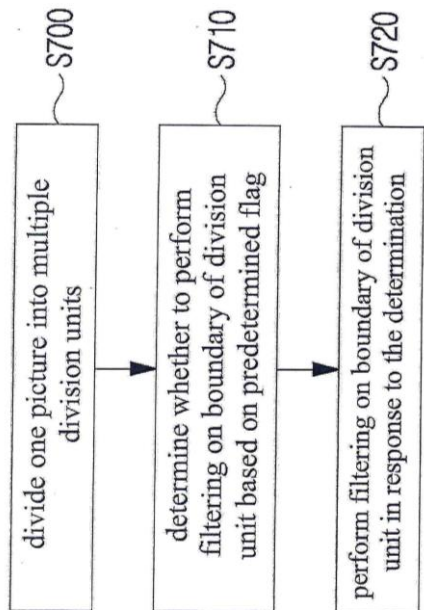 divide one picture into multiple
division units
S700
determine whether to perform
filtering on boundary of division
unit based on predetermined flag
S710
perform filtering on boundary of division
unit in response to the determination
S720